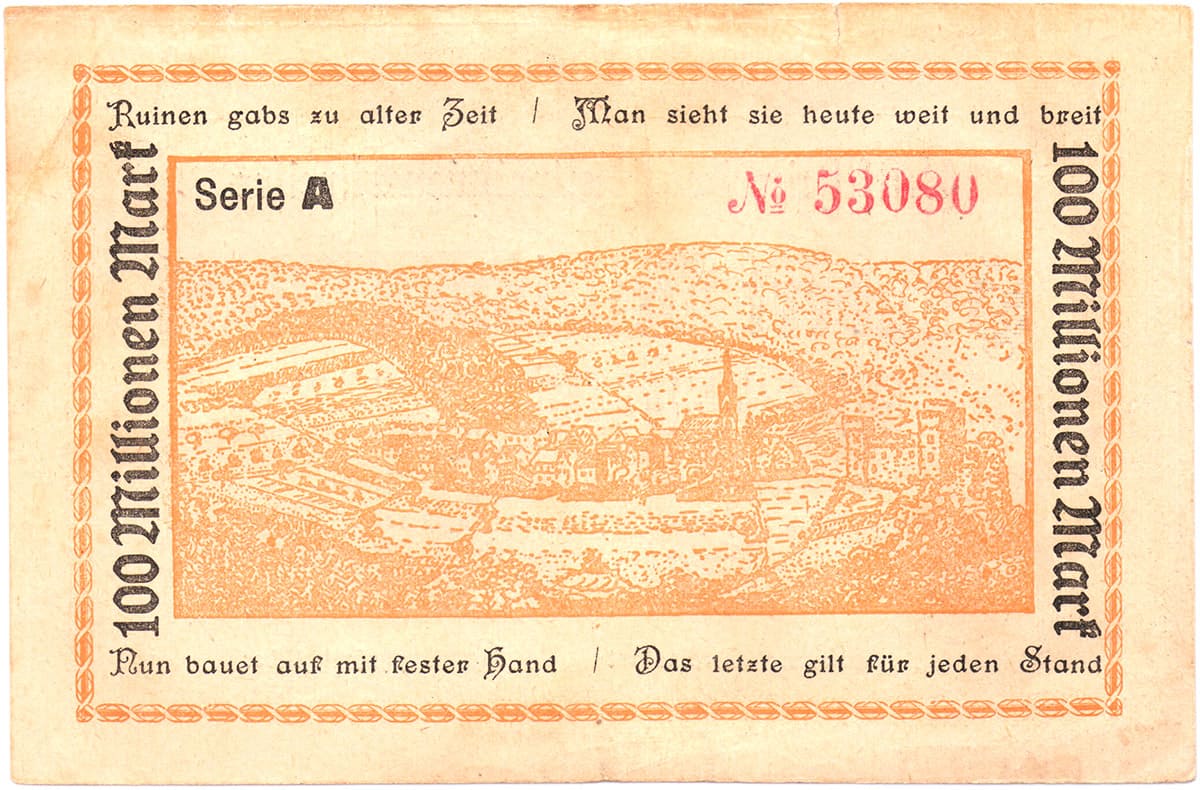 Ruinen gabs zu alter Zeit / Man sieht sie heute weit und breit
Serie A
№ 53080
100 Millionen Mark
100 Millionen Mark
Nun bauet auf mit fester Hand / Das letzte gilt für jeden Stand